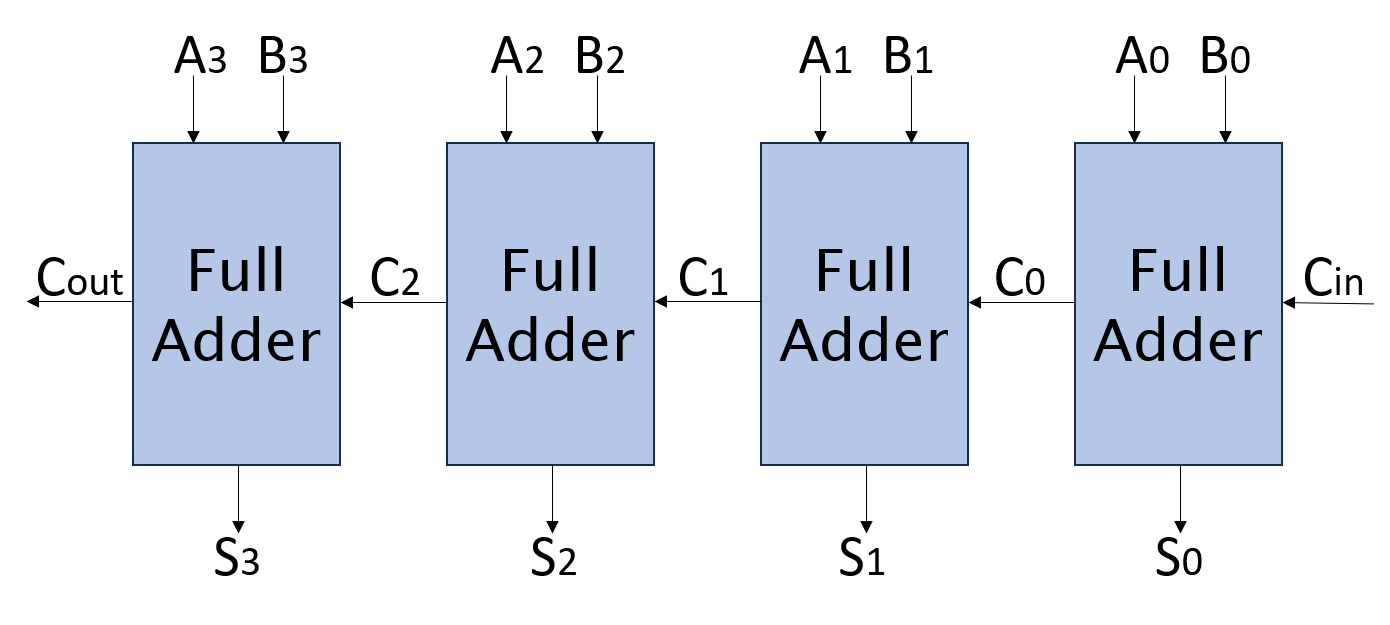 A3 B3 A2 B2 A1 B1 A0 B0
Full Adder
Full Adder
Full Adder
Full Adder
Cout C2 C1 C0 Cin
S3 S2 S1 S0